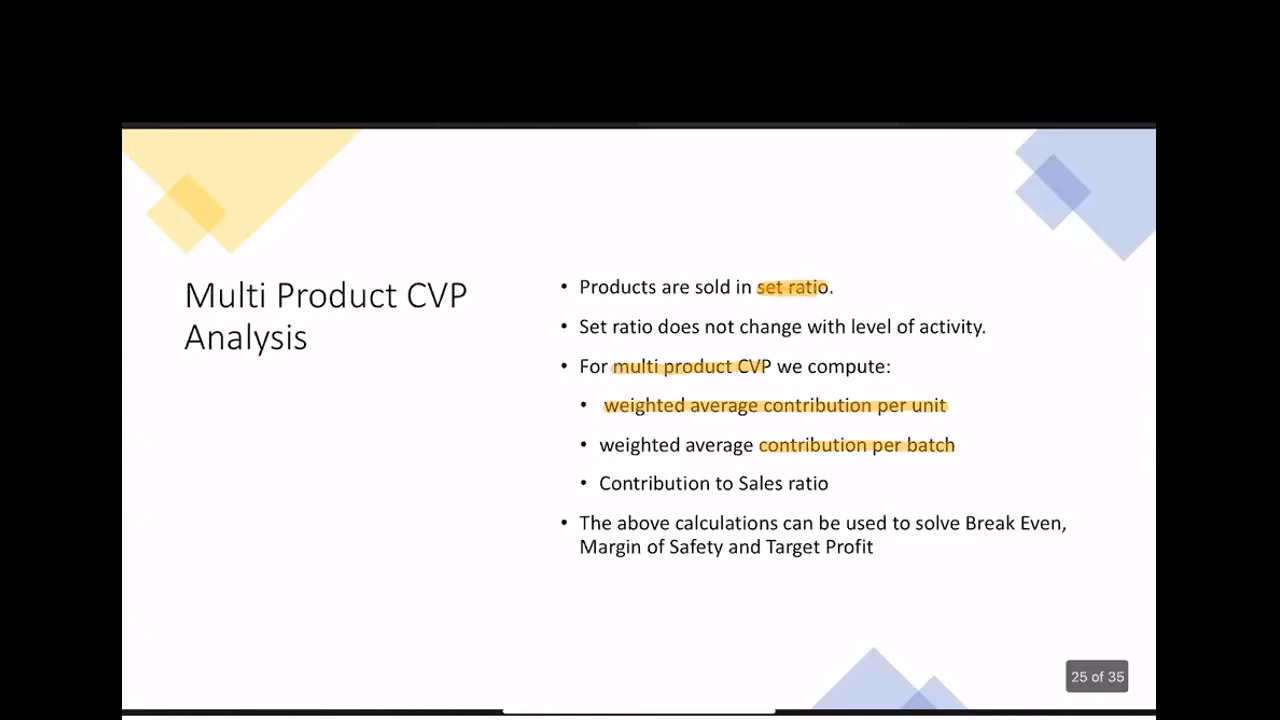 Multi Product CVP
Analysis
• Products are sold in set ratio.
• Set ratio does not change with level of activity.
• For multi product CVP we compute:
• weighted average contribution per unit
• weighted average contribution per batch
• Contribution to Sales ratio
• The above calculations can be used to solve Break Even,
Margin of Safety and Target Profit
25 of 35